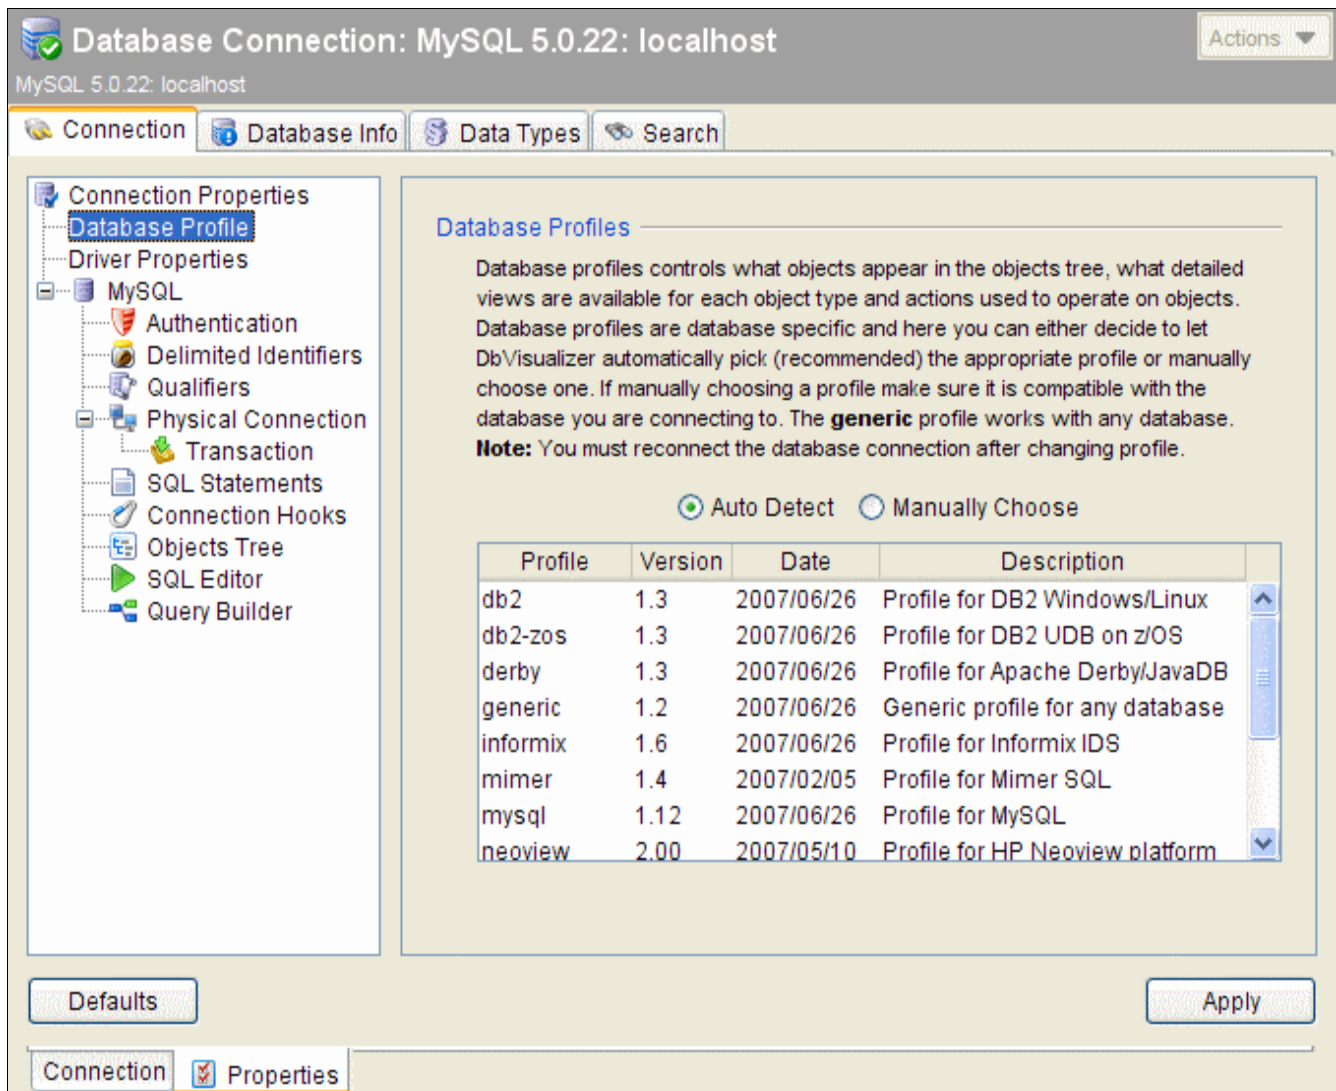 Database Connection: MySQL 5.0.22: localhost
Actions
MySQL 5.0.22: localhost
Connection
Database Info
Data Types
Search
Connection Properties
Database Profile
Driver Properties
MySQL
Authentication
Delimited Identifiers
Qualifiers
Physical Connection
Transaction
SQL Statements
Connection Hooks
Objects Tree
SQL Editor
Query Builder
Database Profiles
Database profiles controls what objects appear in the objects tree, what detailed
views are available for each object type and actions used to operate on objects.
Database profiles are database specific and here you can either decide to let
DbVisualizer automatically pick (recommended) the appropriate profile or manually
choose one. If manually choosing a profile make sure it is compatible with the
database you are connecting to. The generic profile works with any database.
Note: You must reconnect the database connection after changing profile.
Auto Detect Manually Choose
Profile Version Date Description
db2 1.3 2007/06/26 Profile for DB2 Windows/Linux
db2-zos 1.3 2007/06/26 Profile for DB2 UDB on z/OS
derby 1.3 2007/06/26 Profile for Apache Derby/JavaDB
generic 1.2 2007/06/26 Generic profile for any database
informix 1.6 2007/06/26 Profile for Informix IDS
mimer 1.4 2007/02/05 Profile for Mimer SQL
mysql 1.12 2007/06/26 Profile for MySQL
neoview 2.00 2007/05/10 Profile for HP Neoview platform
Defaults
Apply
Connection
Properties